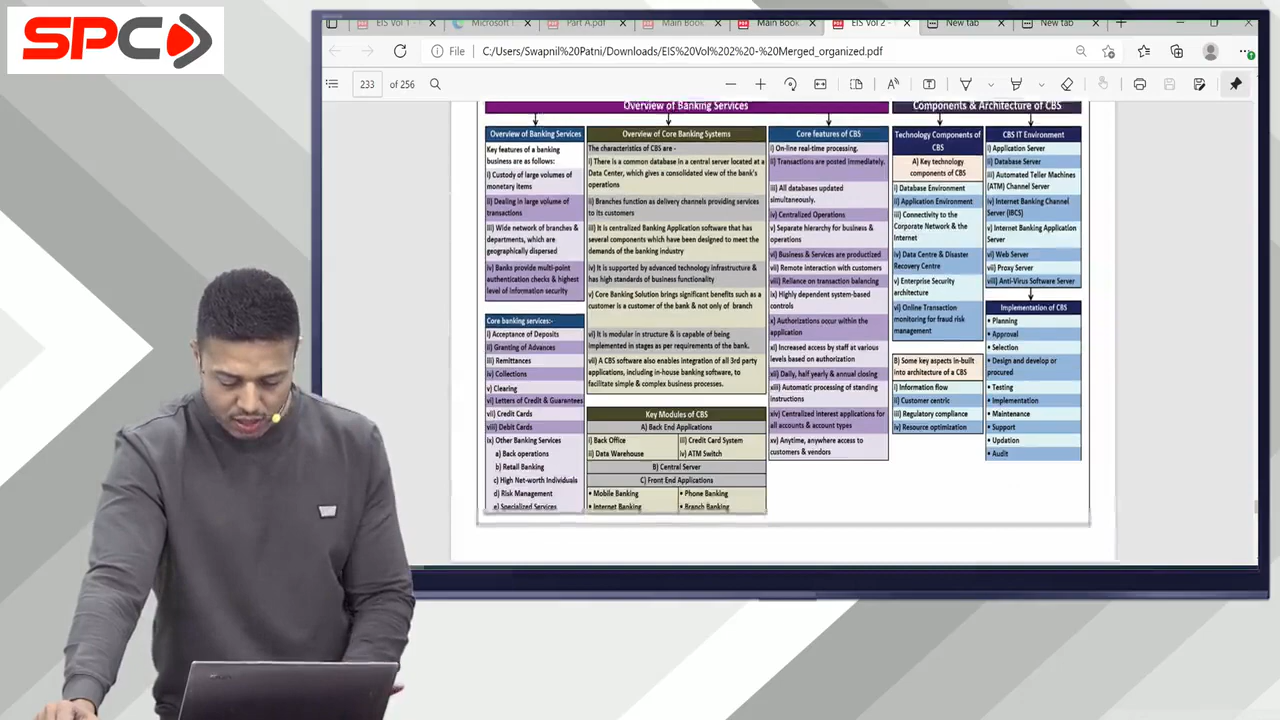 SPC
EIS Vol 1 -
Microsoft
Part A.pdf
Main Book
Main Book
EIS Vol 2 -
New tab
New tab
File
C:/Users/Swapnil%20Patni/Downloads/EIS%20Vol%202%20-%20Merged_organized.pdf
233
of 256
Overview of Banking Services
Components & Architecture of CBS
Overview of Banking Services
Key features of a banking
business are as follows:
i) Custody of large volumes of
monetary items
ii) Dealing in large volume of
transactions
iii) Wide network of branches &
departments, which are
geographically dispersed
iv) Banks provide multi-point
authentication checks & highest
level of information security
Core banking services:-
i) Acceptance of Deposits
ii) Granting of Advances
iii) Remittances
iv) Collections
v) Clearing
vi) Letters of Credit & Guarantees
vii) Credit Cards
viii) Debit Cards
ix) Other Banking Services
a) Back operations
b) Retail Banking
c) High Net-worth Individuals
d) Risk Management
e) Specialized Services
Overview of Core Banking Systems
The characteristics of CBS are -
i) There is a common database in a central server located at a
Data Center, which gives a consolidated view of the bank's
operations
ii) Branches function as delivery channels providing services
to its customers
iii) It is centralized Banking Application software that has
several components which have been designed to meet the
demands of the banking industry
iv) It is supported by advanced technology infrastructure &
has high standards of business functionality
v) Core Banking Solution brings significant benefits such as a
customer is a customer of the bank & not only of branch
vi) It is modular in structure & is capable of being
implemented in stages as per requirements of the bank.
vii) A CBS software also enables integration of all 3rd party
applications, including in-house banking software, to
facilitate simple & complex business processes.
Key Modules of CBS
A) Back End Applications
i) Back Office
iii) Credit Card System
ii) Data Warehouse
iv) ATM Switch
B) Central Server
C) Front End Applications
• Mobile Banking
• Phone Banking
• Internet Banking
• Branch Banking
Core features of CBS
i) On-line real-time processing.
ii) Transactions are posted immediately.
iii) All databases updated
simultaneously.
iv) Centralized Operations
v) Separate hierarchy for business &
operations
vi) Business & Services are productized
vii) Remote interaction with customers
viii) Reliance on transaction balancing
ix) Highly dependent system-based
controls
x) Authorizations occur within the
application
xi) Increased access by staff at various
levels based on authorization
xii) Daily, half yearly & annual closing
xiii) Automatic processing of standing
instructions
xiv) Centralized interest applications for
all accounts & account types
xv) Anytime, anywhere access to
customers & vendors
Technology Components of
CBS
A) Key technology
components of CBS
i) Database Environment
ii) Application Environment
iii) Connectivity to the
Corporate Network & the
Internet
iv) Data Centre & Disaster
Recovery Centre
v) Enterprise Security
architecture
vi) Online Transaction
monitoring for fraud risk
management
B) Some key aspects in-built
into architecture of a CBS
i) Information flow
ii) Customer centric
iii) Regulatory compliance
iv) Resource optimization
CBS IT Environment
i) Application Server
ii) Database Server
iii) Automated Teller Machines
(ATM) Channel Server
iv) Internet Banking Channel
Server (IBCS)
v) Internet Banking Application
Server
vi) Web Server
vii) Proxy Server
viii) Anti-Virus Software Server
Implementation of CBS
• Planning
• Approval
• Selection
• Design and develop or
procured
• Testing
• Implementation
• Maintenance
• Support
• Updation
• Audit